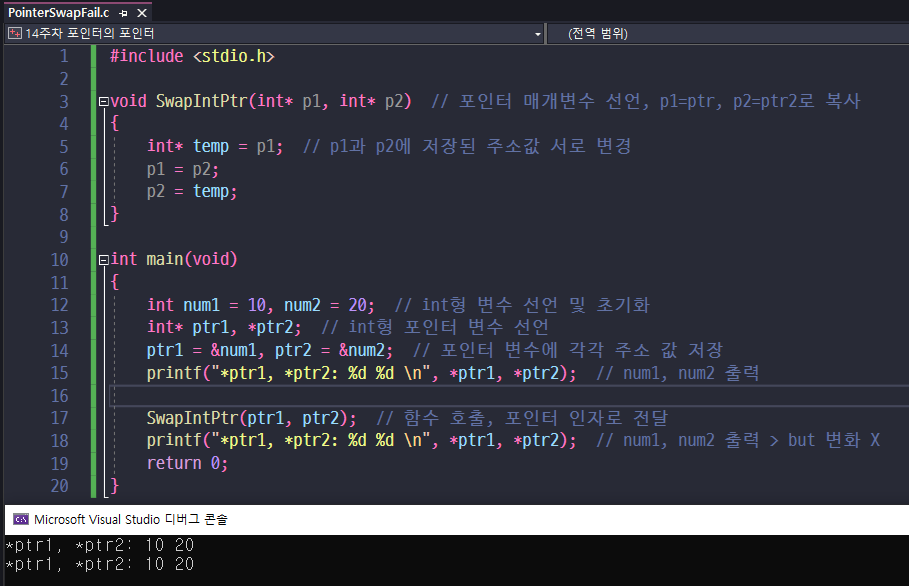 PointerSwapFail.c
14주차 포인터의 포인터 (전역 범위)
1 #include <stdio.h>
2
3 void SwapIntPtr(int* p1, int* p2)  // 포인터 매개변수 선언, p1=ptr, p2=ptr2로 복사
4 {
5     int* temp = p1;  // p1과 p2에 저장된 주소값 서로 변경
6     p1 = p2;
7     p2 = temp;
8 }
9
10 int main(void)
11 {
12     int num1 = 10, num2 = 20;  // int형 변수 선언 및 초기화
13     int* ptr1, *ptr2;  // int형 포인터 변수 선언
14     ptr1 = &num1, ptr2 = &num2;  // 포인터 변수에 각각 주소 값 저장
15     printf("*ptr1, *ptr2: %d %d \n", *ptr1, *ptr2);  // num1, num2 출력
16
17     SwapIntPtr(ptr1, ptr2);  // 함수 호출, 포인터 인자로 전달
18     printf("*ptr1, *ptr2: %d %d \n", *ptr1, *ptr2);  // num1, num2 출력 > but 변화 X
19     return 0;
20 }
Microsoft Visual Studio 디버그 콘솔
*ptr1, *ptr2: 10 20
*ptr1, *ptr2: 10 20